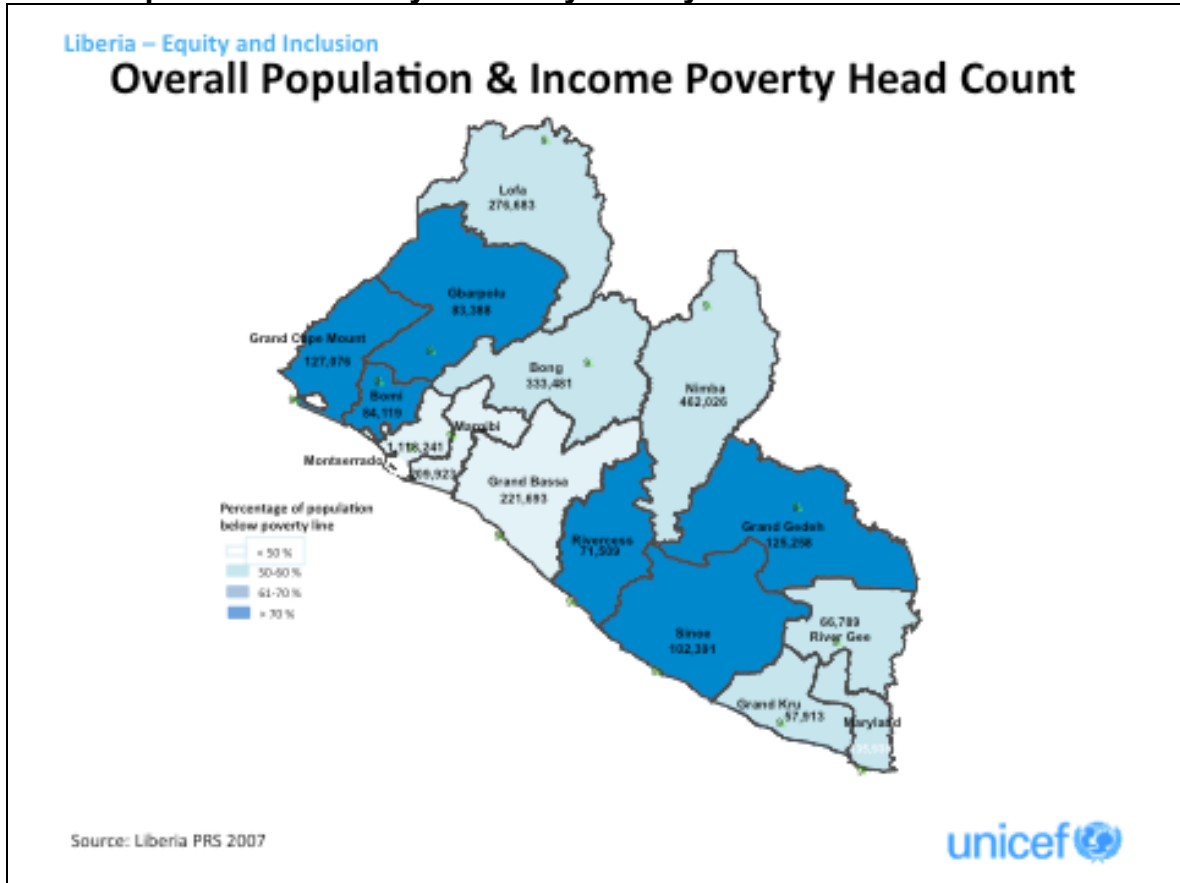 Liberia – Equity and Inclusion
Overall Population & Income Poverty Head Count
Lofa
276,683
Gbarpolu
83,388
Grand Cape Mount
127,076
Bong
333,481
Nimba
462,026
Bomi
84,119
Margibi
1,118,241
Montserrado
209,923
Grand Bassa
221,693
Percentage of population
below poverty line
< 50 %
50-60 %
61-70 %
> 70 %
Rivercess
71,509
Grand Gedeh
125,258
Sinoe
102,391
66,789
River Gee
Grand Kru
57,913
Maryland
Source: Liberia PRS 2007
unicef